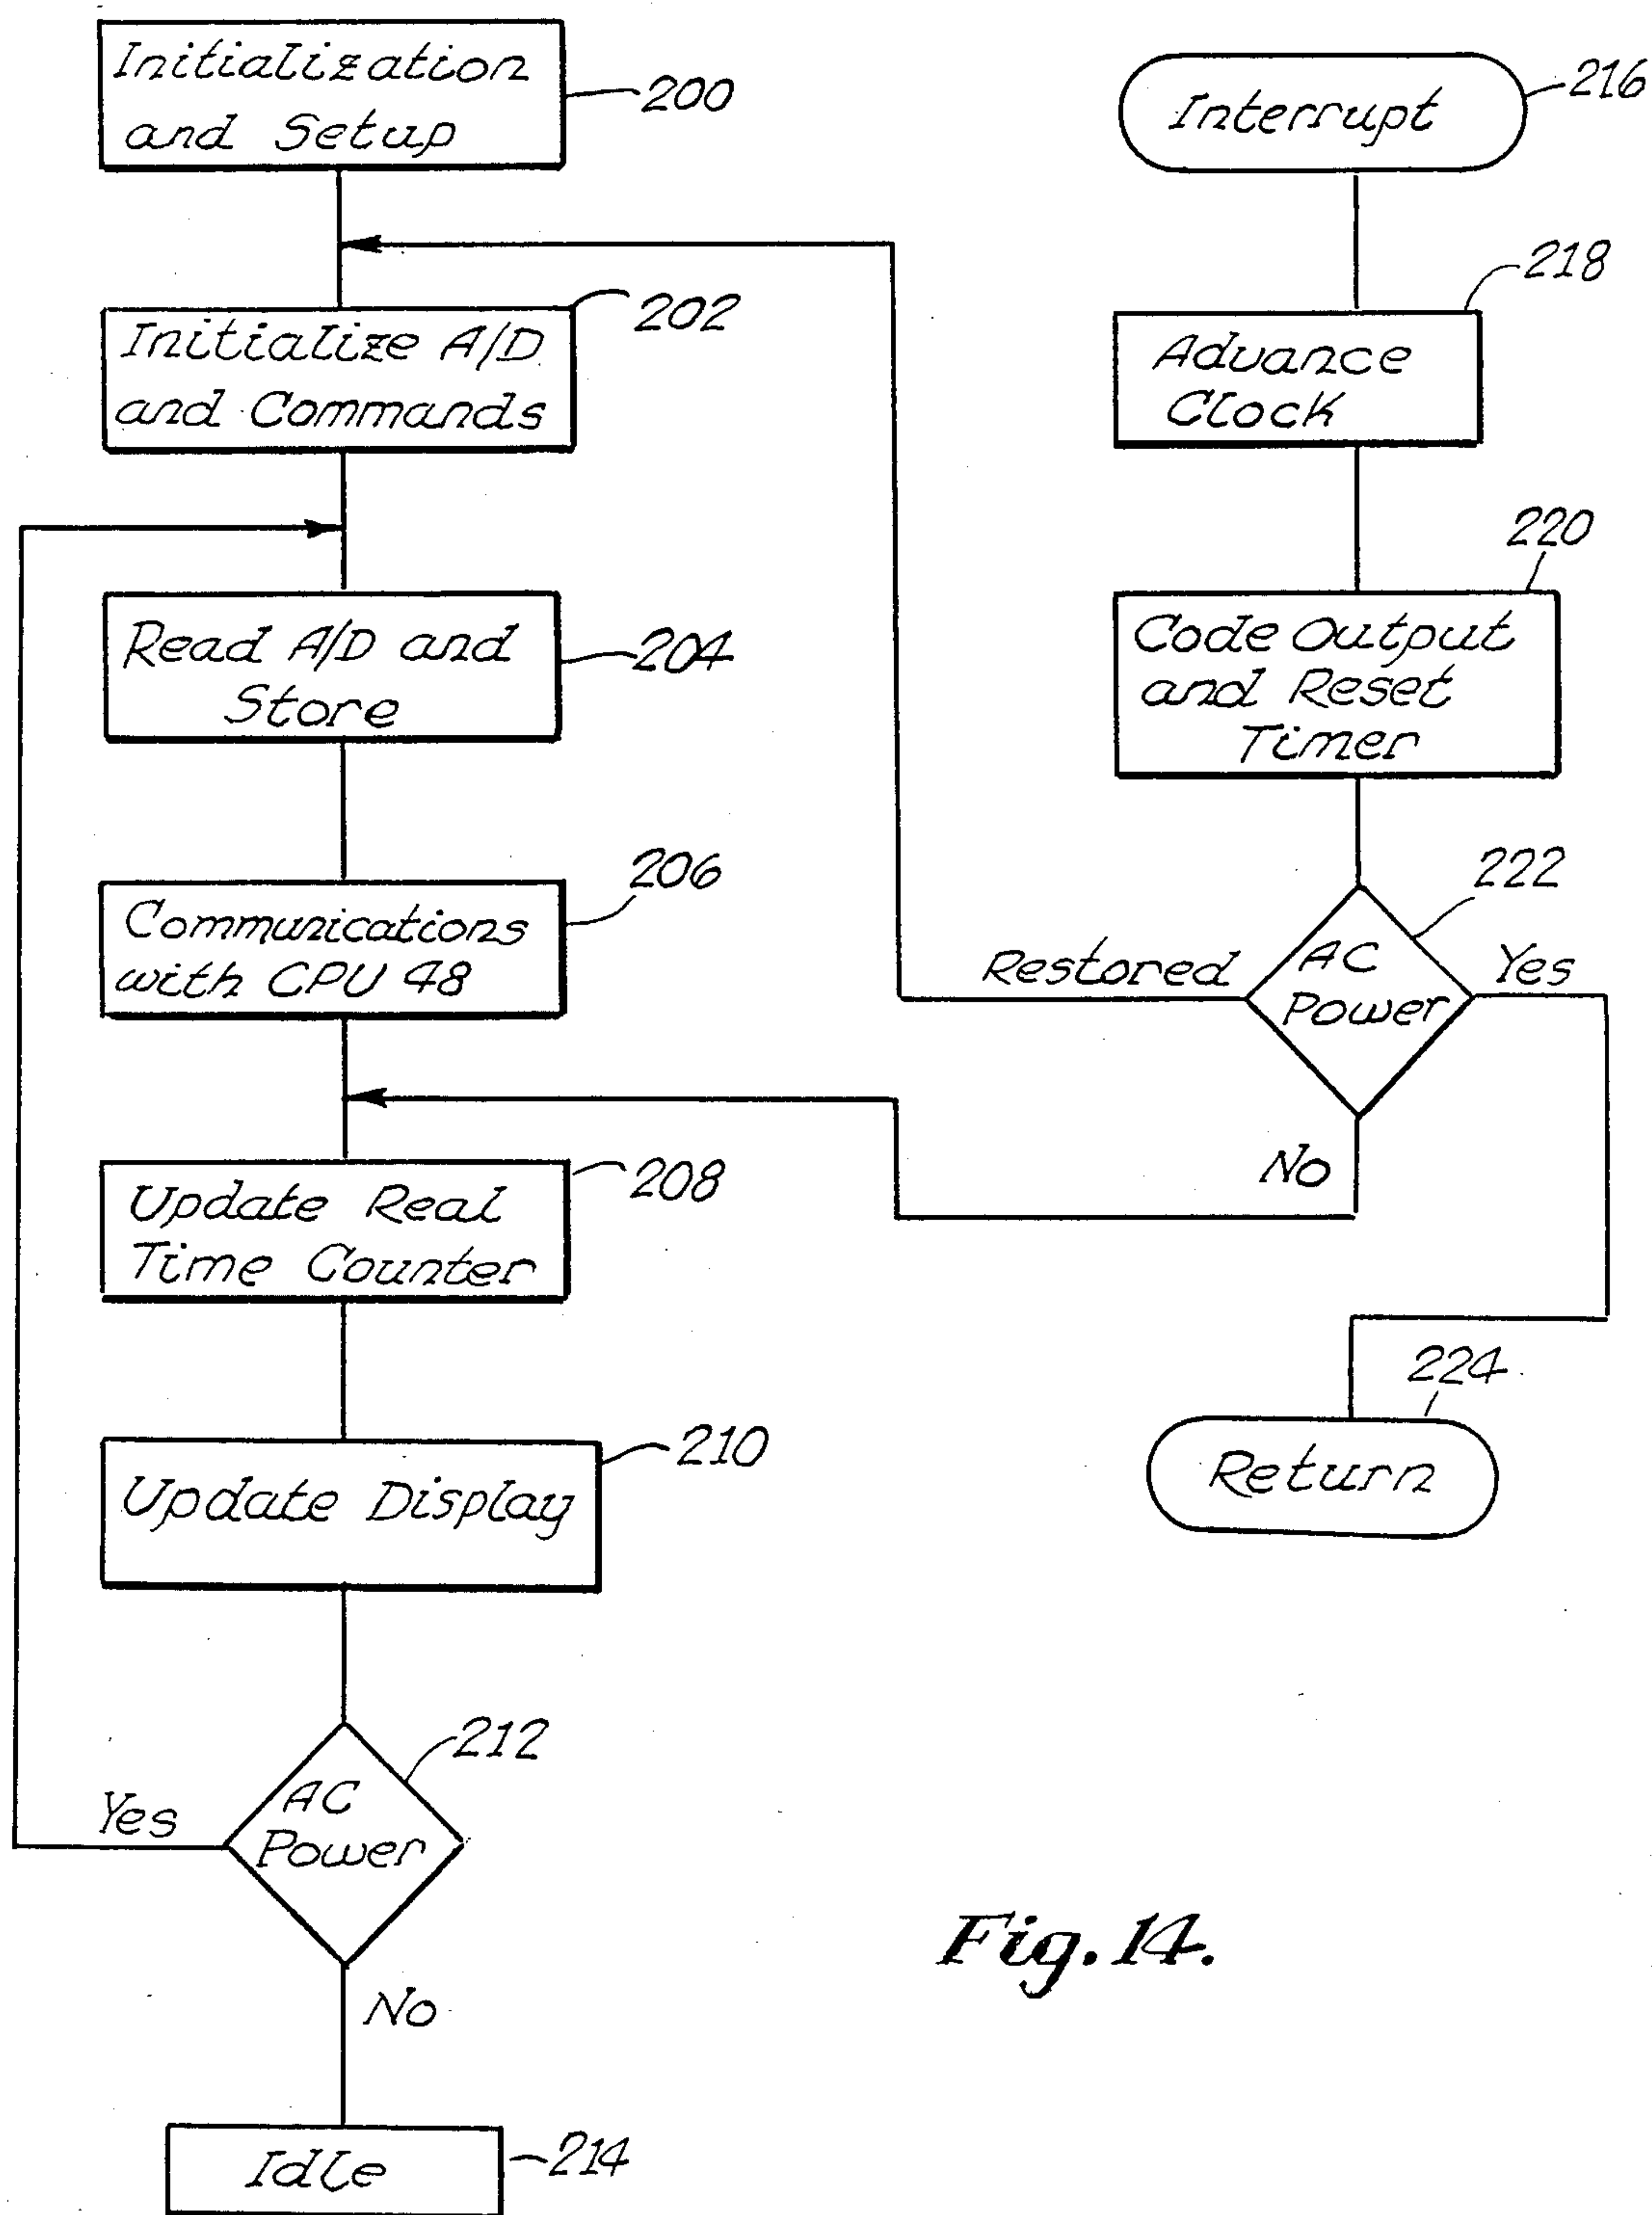 Initialization
and Setup
200
Initialize A/D
and Commands
202
Read A/D and
Store
204
Communications
with CPU 48
206
Update Real
Time Counter
208
Update Display
210
AC
Power
212
Yes
No
Idle
214
Interrupt
216
Advance
Clock
218
Code Output
and Reset
Timer
220
AC
Power
222
Restored
Yes
No
Return
224
Fig. 14.